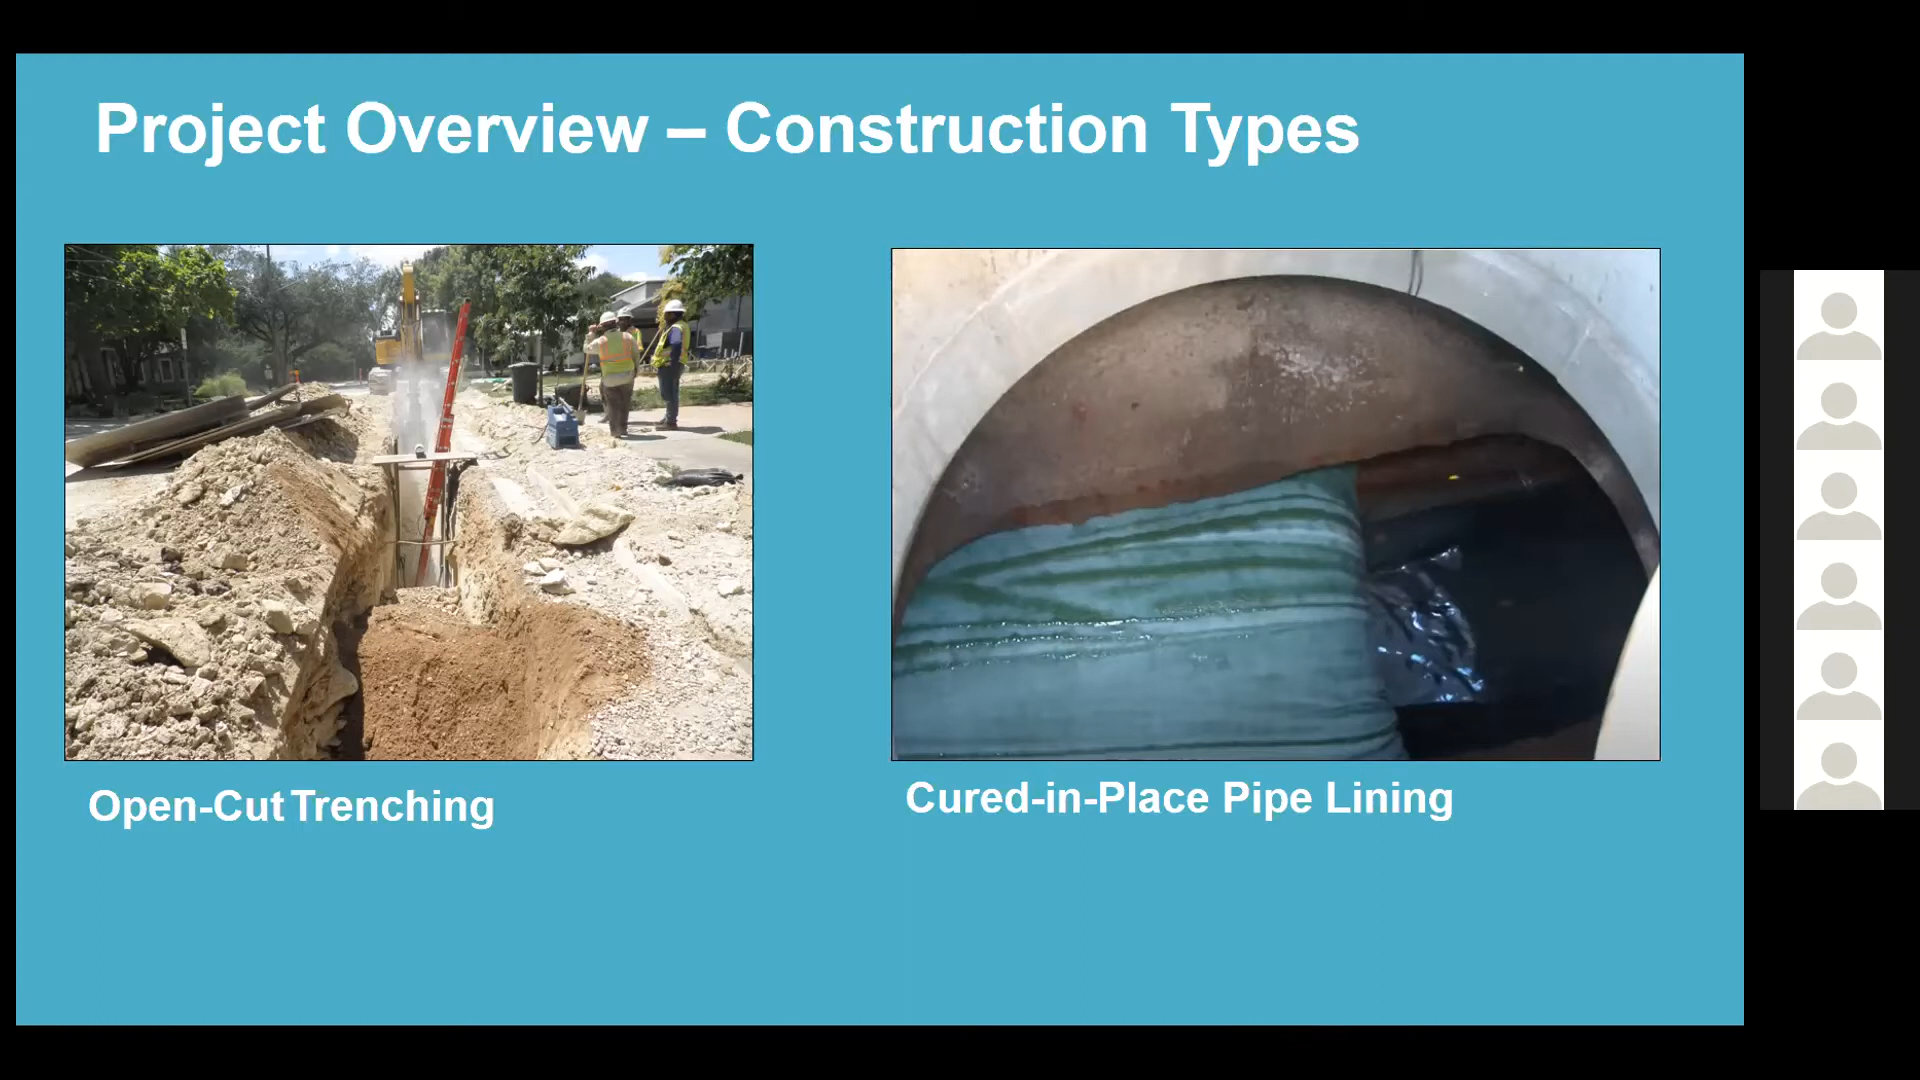 Project Overview – Construction Types
Open-Cut Trenching
Cured-in-Place Pipe Lining